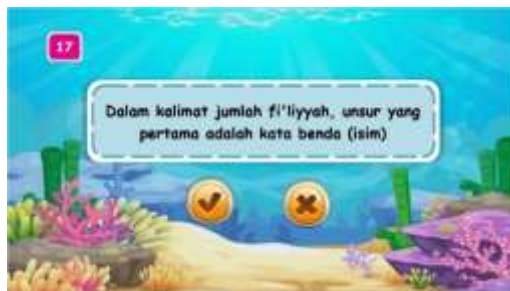 17
Dalam kalimat jumlah fi'liyyah, unsur yang
pertama adalah kata benda (isim)